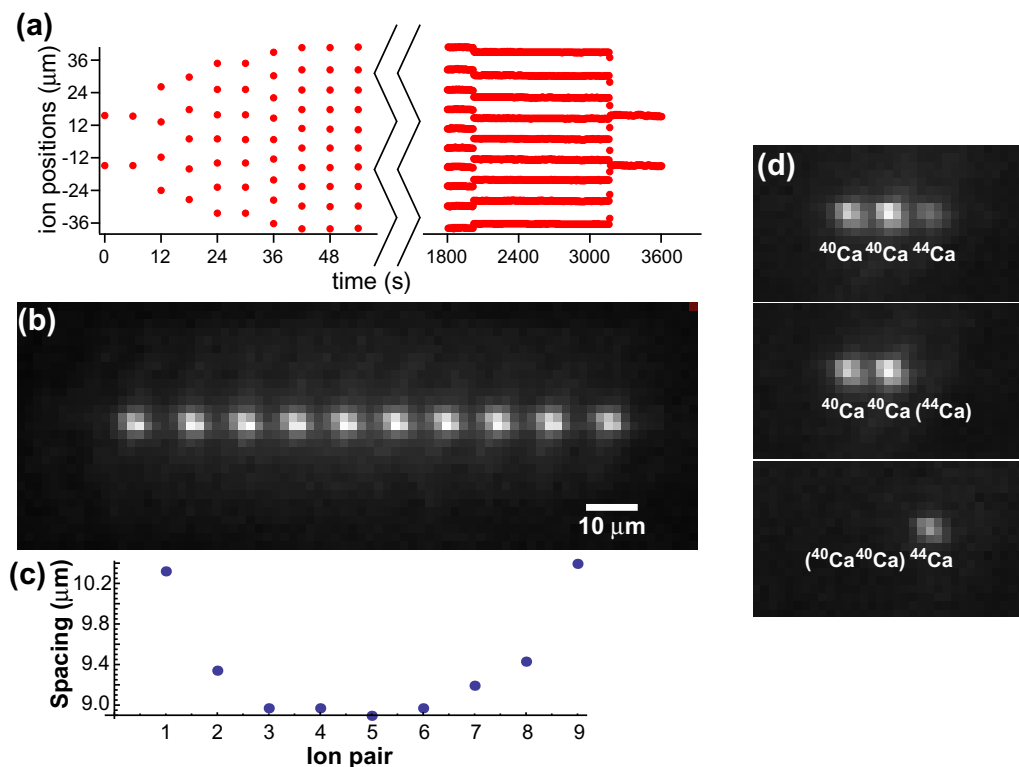 (a)
ion positions (μm)
36
24
12
-12
-24
-36
0 12 24 36 48 1800 2400 3000 3600
time (s)
(b)
10 μm
(c)
Spacing (μm)
10.2
9.8
9.4
9.0
1 2 3 4 5 6 7 8 9
Ion pair
(d)
⁴⁰Ca ⁴⁰Ca ⁴⁴Ca
⁴⁰Ca ⁴⁰Ca (⁴⁴Ca)
(⁴⁰Ca⁴⁰Ca) ⁴⁴Ca